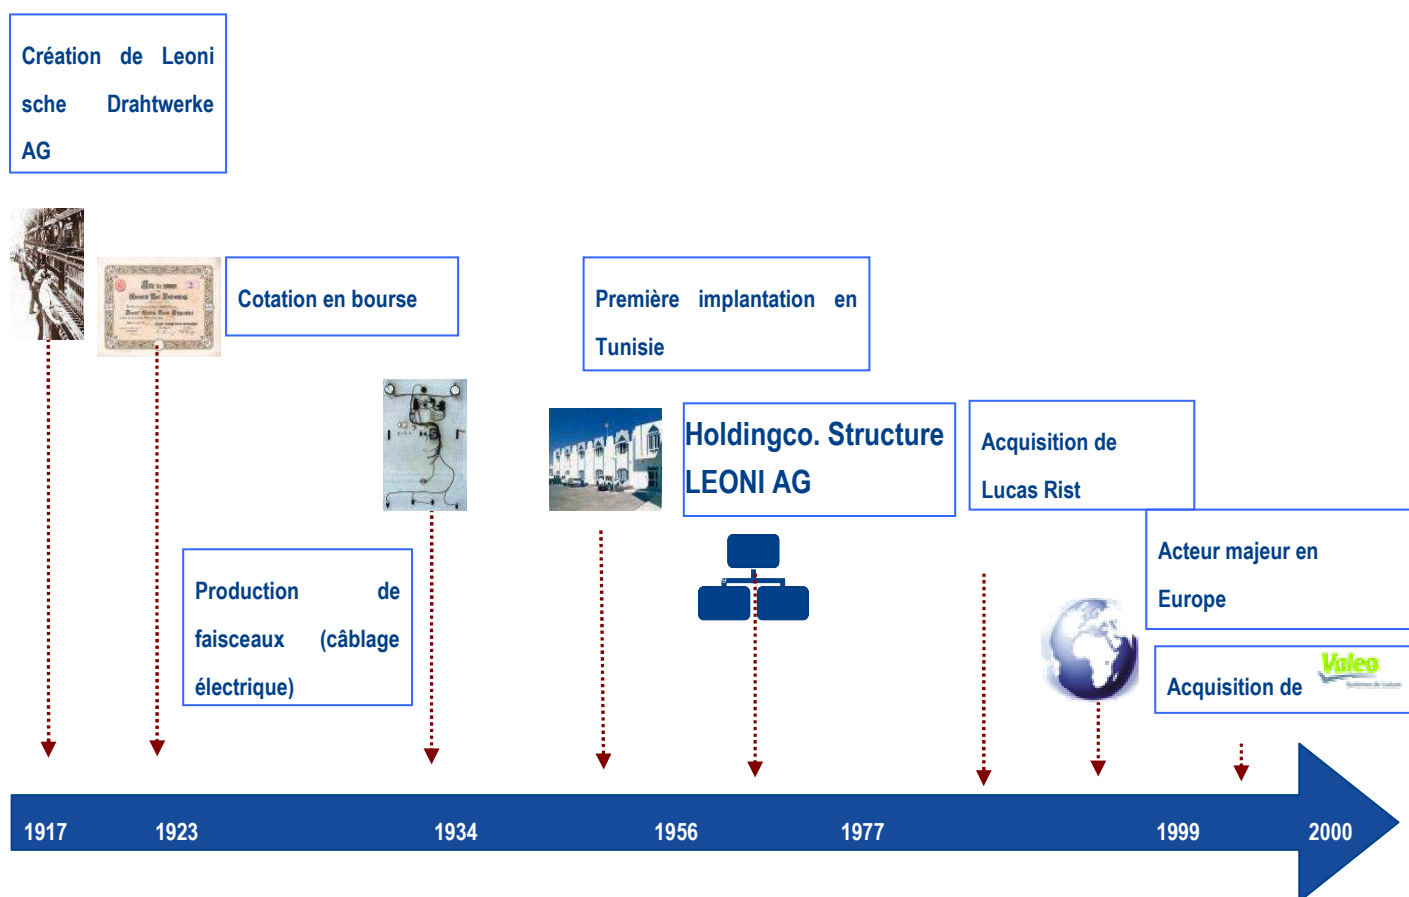 Création de Leoni
sche Drahtwerke
AG
Cotation en bourse
Première implantation en
Tunisie
Holdingco. Structure
LEONI AG
Acquisition de
Lucas Rist
Acteur majeur en
Europe
Production de
faisceaux (câblage
électrique)
Acquisition de Valeo
1917 1923 1934 1956 1977 1999 2000